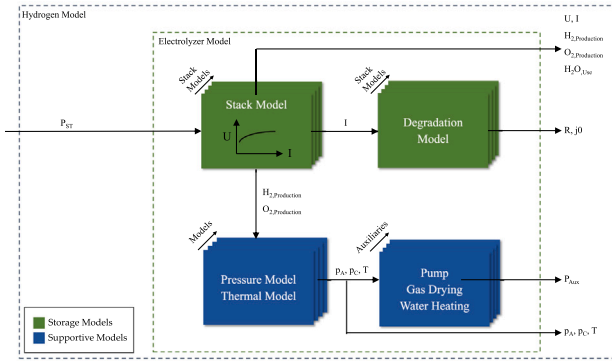 Hydrogen Model
U, I
H2,Production
O2,Production
H2O,Use
Electrolyzer Model
Stack
Models
Stack Model
U
I
PST
I
Stack
Models
Degradation
Model
R, j0
H2,Production
O2,Production
Models
Pressure Model
Thermal Model
pA, pC, T
Auxiliaries
Pump
Gas Drying
Water Heating
PAux
pA, pC, T
Storage Models
Supportive Models